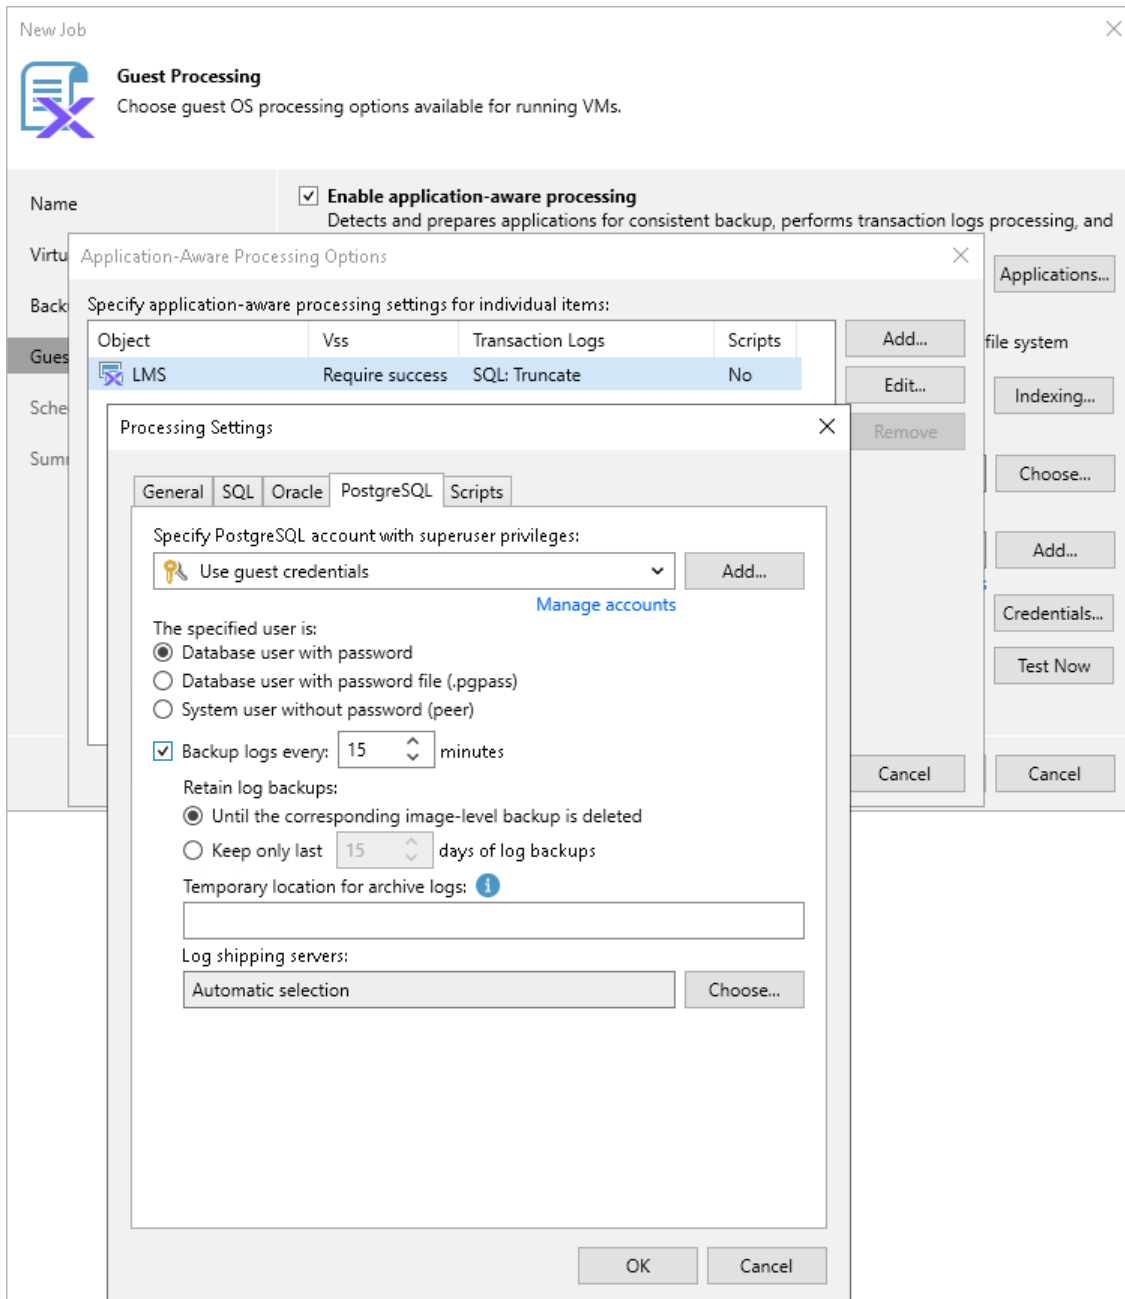 New Job
Guest Processing
Choose guest OS processing options available for running VMs.
Name
Enable application-aware processing
Detects and prepares applications for consistent backup, performs transaction logs processing, and
Virtu
Application-Aware Processing Options
Applications...
Back
Specify application-aware processing settings for individual items:
Object Vss Transaction Logs Scripts
Add...
file system
Gues
LMS Require success SQL: Truncate No
Edit...
Indexing...
Sche
Processing Settings
Remove
Sum
Choose...
General SQL Oracle PostgreSQL Scripts
Specify PostgreSQL account with superuser privileges:
Add...
Use guest credentials
Add...
Manage accounts
Credentials...
The specified user is:
Database user with password
Test Now
Database user with password file (.pgpass)
System user without password (peer)
Backup logs every: 15 minutes
Cancel
Cancel
Retain log backups:
Until the corresponding image-level backup is deleted
Keep only last 15 days of log backups
Temporary location for archive logs:
Log shipping servers:
Automatic selection
Choose...
OK
Cancel